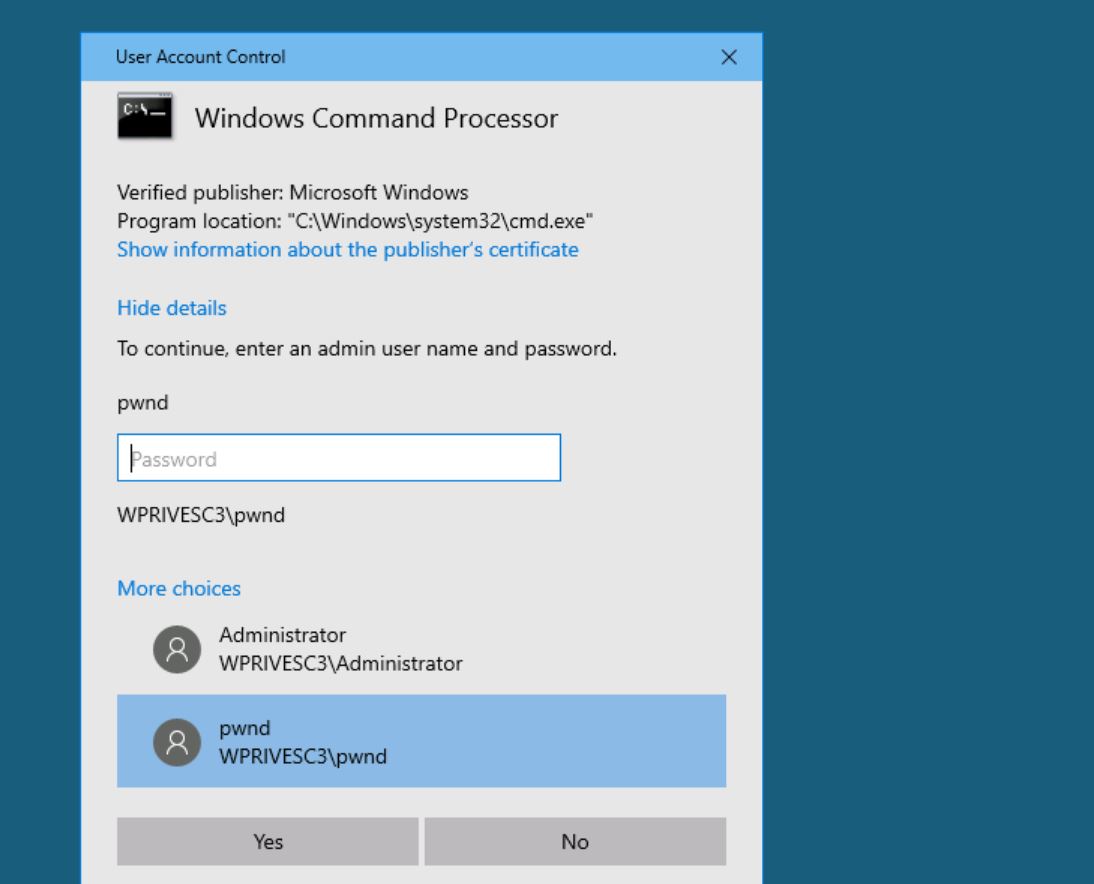 User Account Control
C:\_
Windows Command Processor
Verified publisher: Microsoft Windows
Program location: "C:\Windows\system32\cmd.exe"
Show information about the publisher's certificate
Hide details
To continue, enter an admin user name and password.
pwnd
Password
WPRIVESC3\pwnd
More choices
Administrator
WPRIVESC3\Administrator
pwnd
WPRIVESC3\pwnd
Yes
No